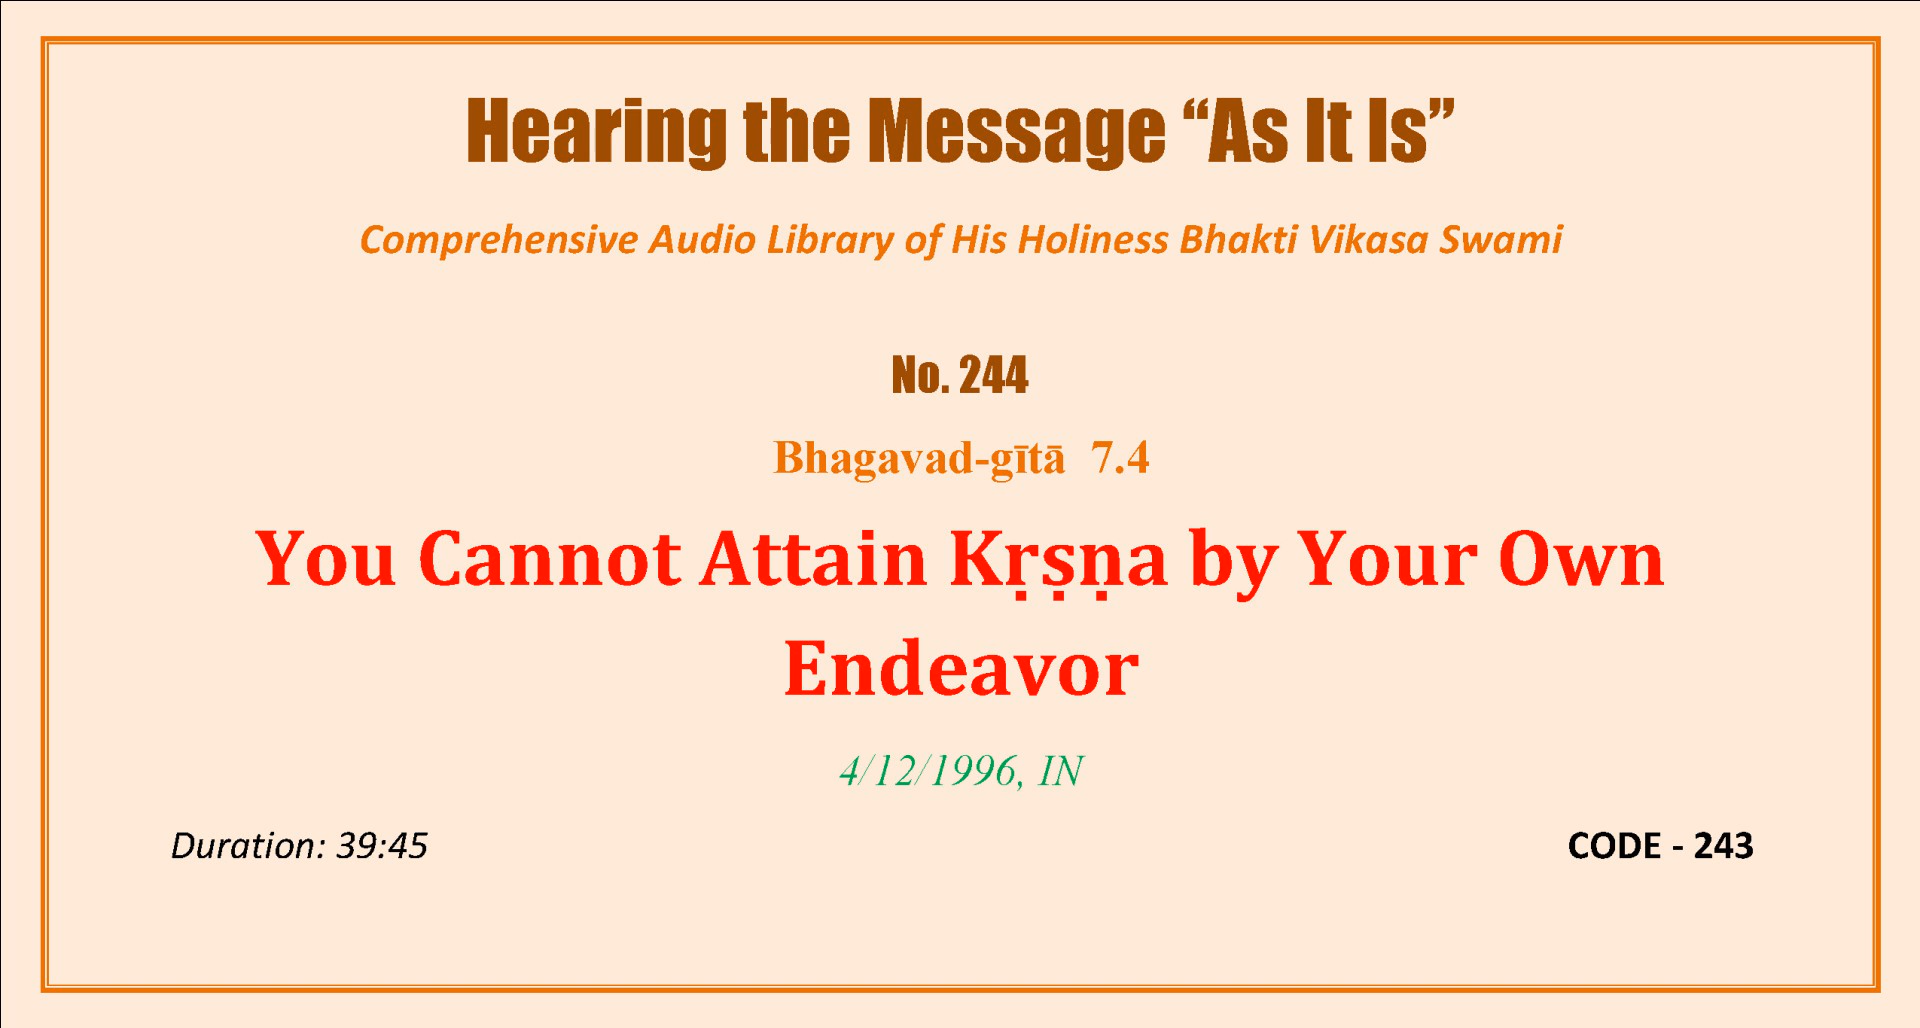 Hearing the Message “As It Is”
Comprehensive Audio Library of His Holiness Bhakti Vikasa Swami
No. 244
Bhagavad-gītā 7.4
You Cannot Attain Kṛṣṇa by Your Own
Endeavor
4/12/1996, IN
Duration: 39:45
CODE - 243